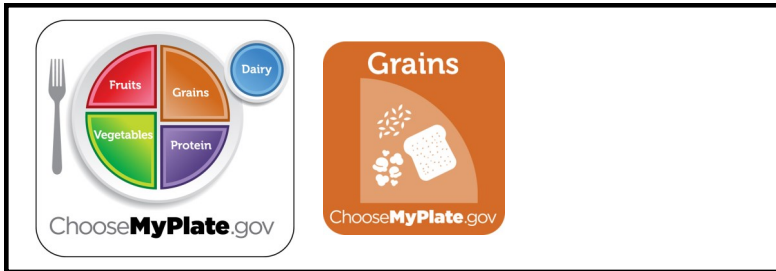 Dairy
Fruits
Grains
Vegetables
Protein
ChooseMyPlate.gov
Grains
ChooseMyPlate.gov